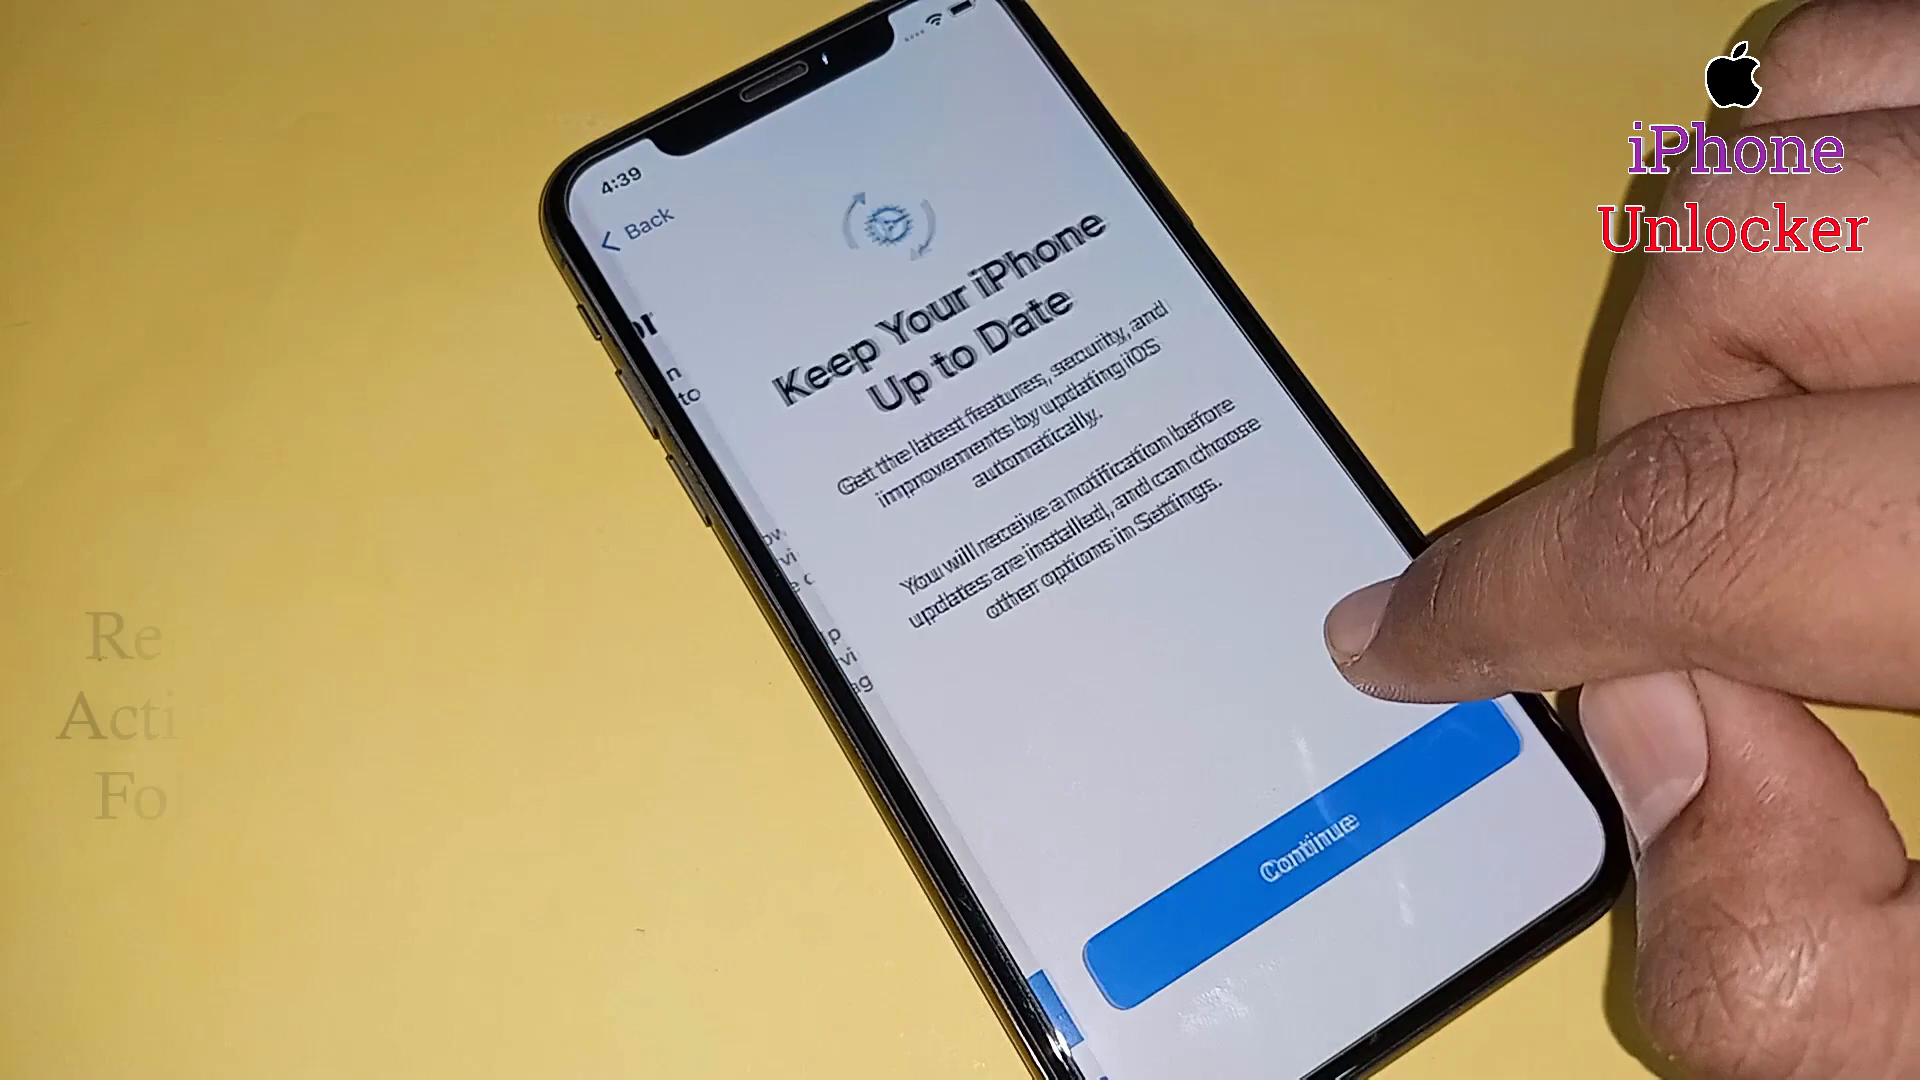 4:39
Back
Keep Your iPhone
Up to Date
Get the latest features, security, and
improvements by updating iOS
automatically.
You will receive a notification before
updates are installed, and can choose
other options in Settings.
Continue
iPhone
Unlocker
Re
Acti
Fo